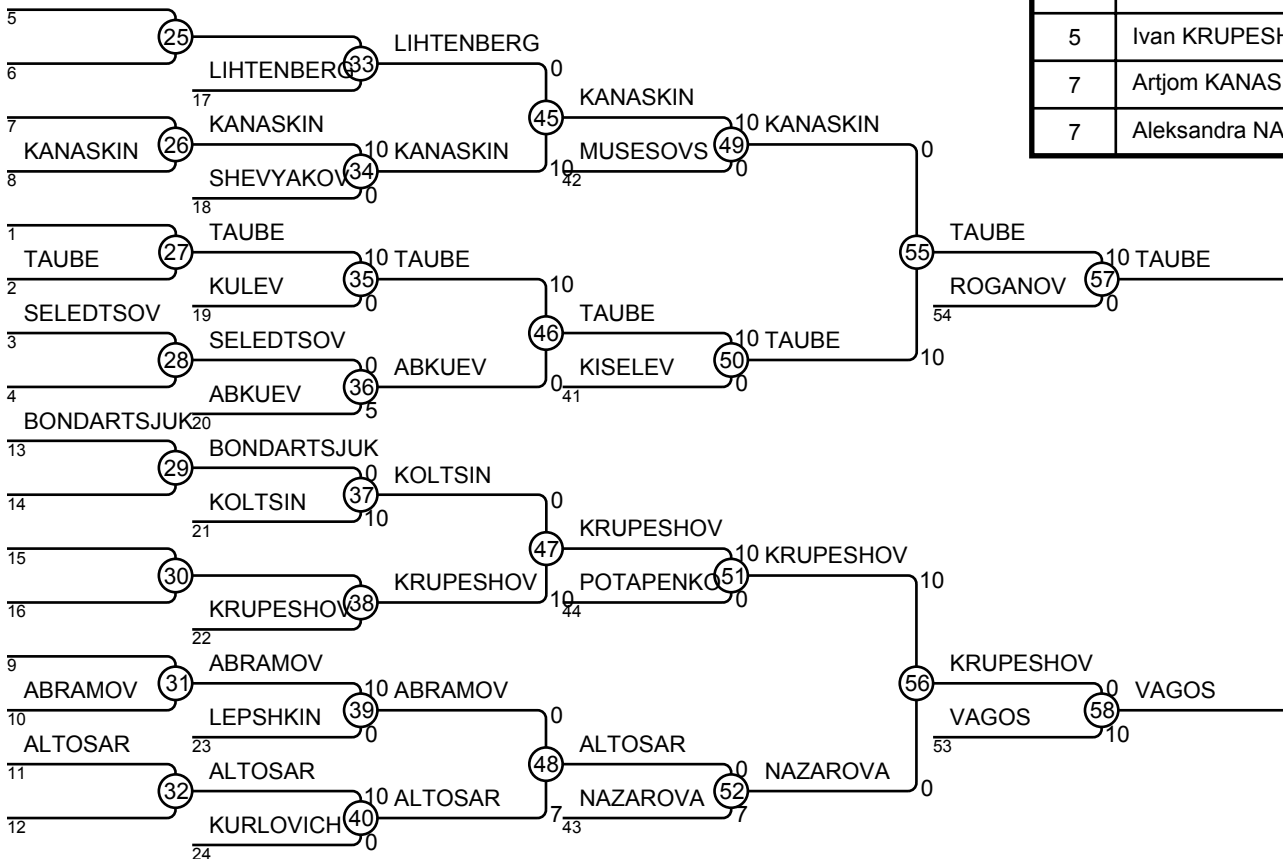 5
25
LIHTENBERG
5 Ivan KRUPESH
6
LIHTENBERG 33
0
17
7 Artjom KANAS
KANASKIN
7
KANASKIN
45
10 KANASKIN
7 Aleksandra NA
26
10 KANASKIN
MUSESOVS 49
0
KANASKIN
SHEVYAKOV 34
10
42
0
8
18
0
1
TAUBE
TAUBE
TAUBE
27
10 TAUBE
55
10 TAUBE
2
KULEV 35
10
ROGANOV 57
19
0
54
0
SELEDTSOV
TAUBE
3
SELEDTSOV
46
10 TAUBE
28
0
ABKUEV
KISELEV 50
10
4
ABKUEV 36
0
41
0
20
5
BONDARTSJUK
13
BONDARTSJUK
29
0
KOLTSIN
14
KOLTSIN 37
0
21
10
KRUPESHOV
15
47
10 KRUPESHOV
30
KRUPESHOV
POTAPENKO 51
10
16
KRUPESHOV 38
10
44
0
22
9
ABRAMOV
KRUPESHOV
ABRAMOV 31
10 ABRAMOV
56
0
VAGOS
10
LEPSHKIN 39
0
VAGOS 58
23
0
53
10
ALTOSAR
ALTOSAR
11
ALTOSAR
48
0
NAZAROVA
32
10 ALTOSAR
NAZAROVA 52
0
12
KURLOVICH 40
7
43
7
24
0